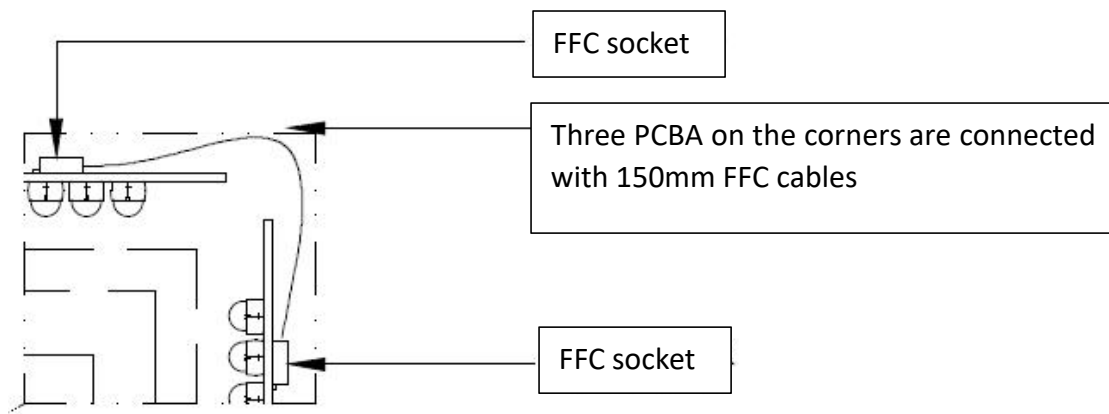 FFC socket
Three PCBA on the corners are connected
with 150mm FFC cables
FFC socket